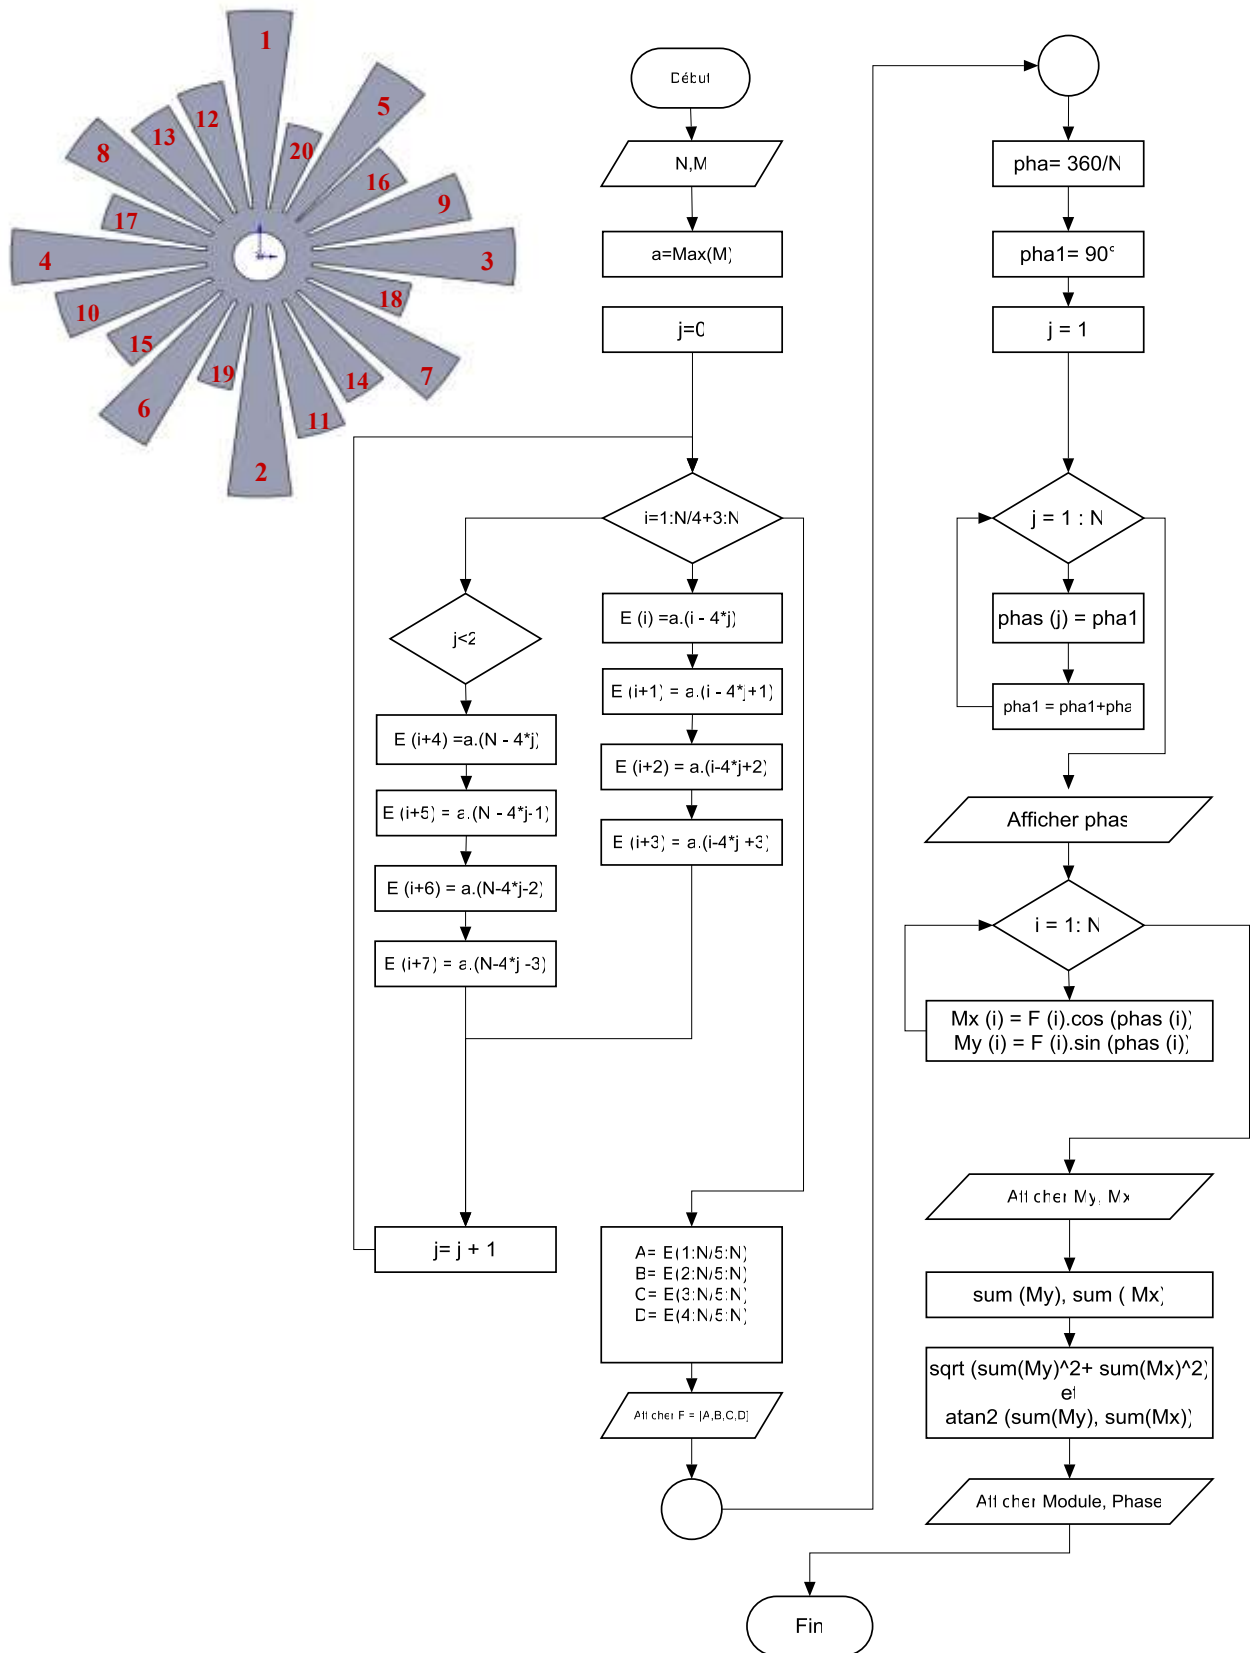 1
5
12
13
20
8
16
9
17
4
3
10
18
15
19
14
7
6
11
2
Début
N,M
a=Max(M)
j=0
i=1:N/4+3:N
j<2
E (i) =a.(i - 4*j)
E (i+1) = a.(i - 4*j+1)
E (i+2) = a.(i-4*j+2)
E (i+3) = a.(i-4*j +3)
E (i+4) =a.(N - 4*j)
E (i+5) = a.(N - 4*j-1)
E (i+6) = a.(N-4*j-2)
E (i+7) = a.(N-4*j -3)
j= j + 1
A= E(1:N/5:N)
B= E(2:N/5:N)
C= E(3:N/5:N)
D= E(4:N/5:N)
Afficher F = [A,B,C,D]
pha= 360/N
pha1= 90°
j = 1
j = 1 : N
phas (j) = pha1
pha1 = pha1+pha
Afficher phas
i = 1: N
Mx (i) = F (i).cos (phas (i))
My (i) = F (i).sin (phas (i))
Afficher My, Mx
sum (My), sum ( Mx)
sqrt (sum(My)^2+ sum(Mx)^2)
et
atan2 (sum(My), sum(Mx))
Afficher Module, Phase
Fin